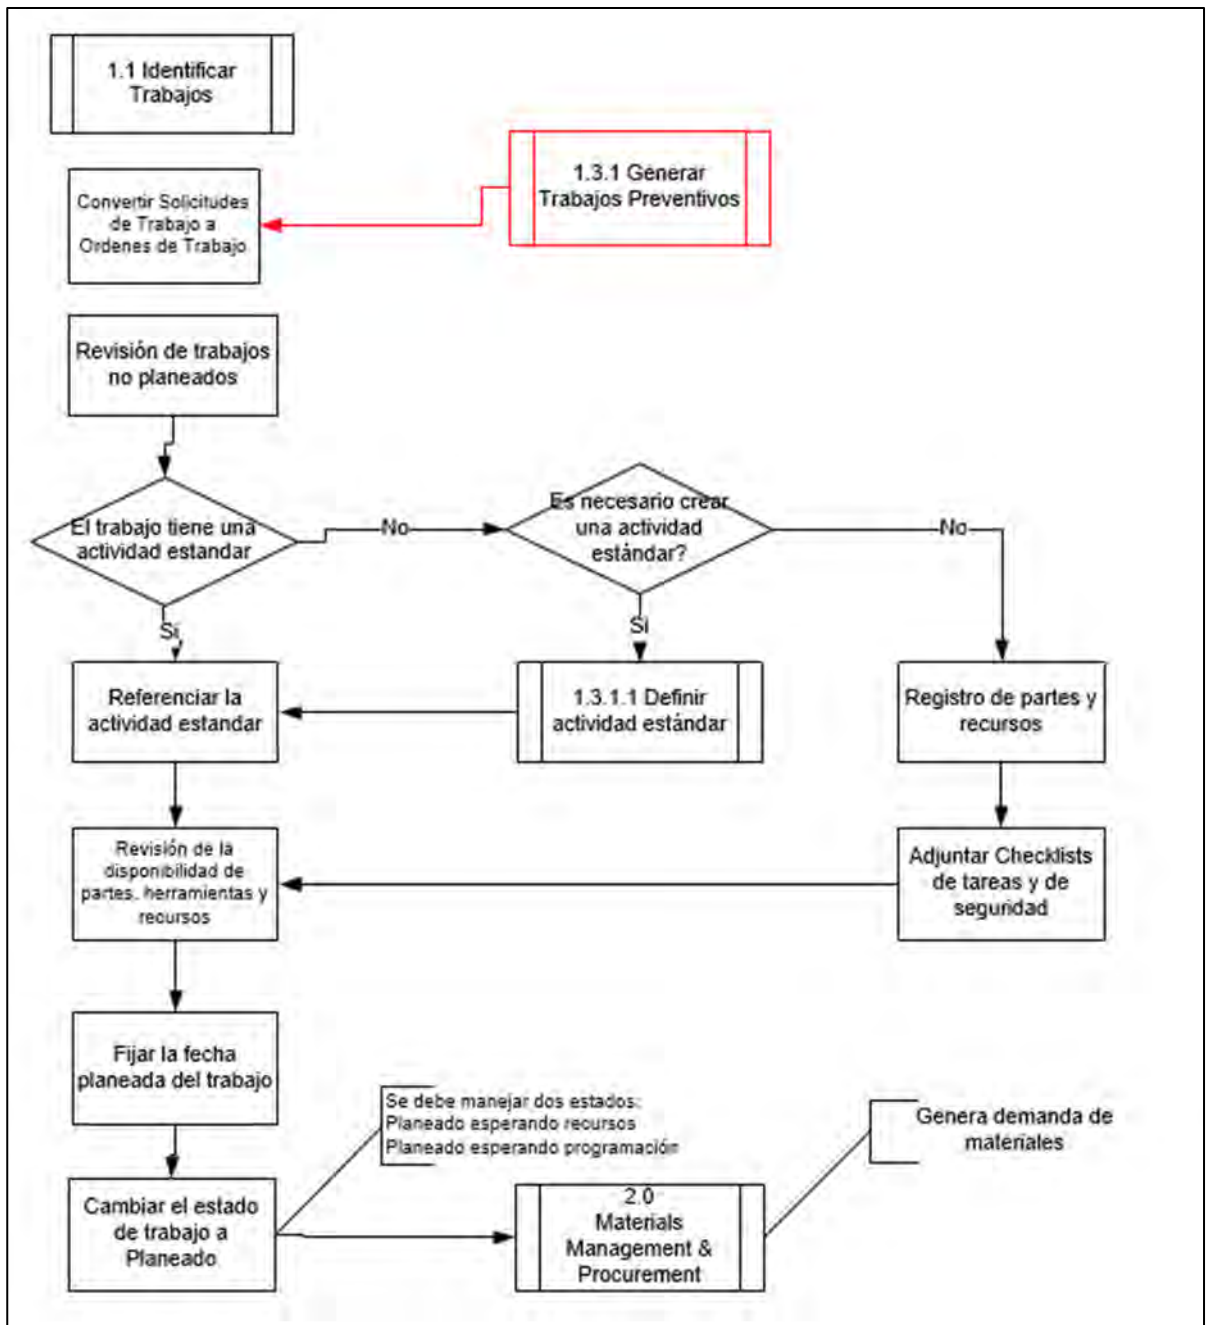 1.1 Identificar
Trabajos
1.3.1 Generar
Trabajos Preventivos
Convertir Solicitudes
de Trabajo a
Ordenes de Trabajo
Revisión de trabajos
no planeados
El trabajo tiene una
actividad estandar
No
Es necesario crear
una actividad
estándar?
No
Si
Si
Referenciar la
actividad estandar
1.3.1.1 Definir
actividad estándar
Registro de partes y
recursos
Revisión de la
disponibilidad de
partes, herramientas y
recursos
Adjuntar Checklists
de tareas y de
seguridad
Fijar la fecha
planeada del trabajo
Se debe manejar dos estados:
Planeado esperando recursos
Planeado esperando programación
Genera demanda de
materiales
Cambiar el estado
de trabajo a
Planeado
2.0
Materials
Management &
Procurement